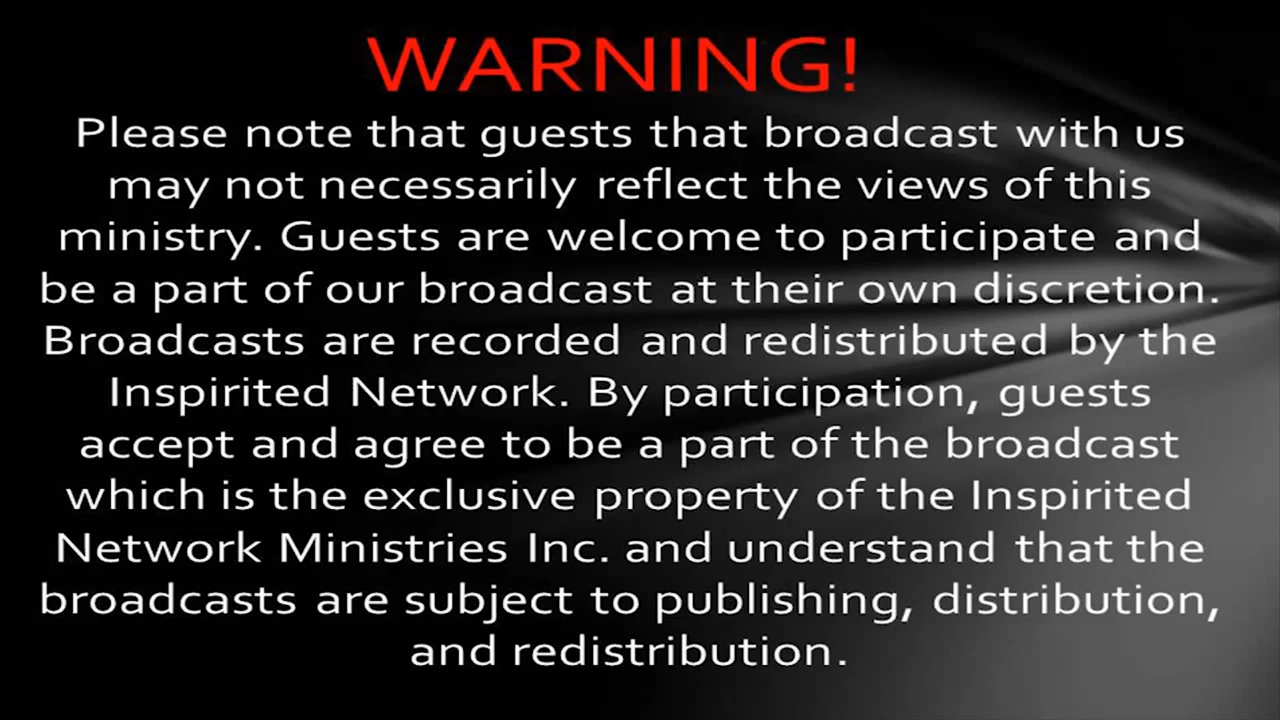 WARNING!
Please note that guests that broadcast with us
may not necessarily reflect the views of this
ministry. Guests are welcome to participate and
be a part of our broadcast at their own discretion.
Broadcasts are recorded and redistributed by the
Inspirited Network. By participation, guests
accept and agree to be a part of the broadcast
which is the exclusive property of the Inspirited
Network Ministries Inc. and understand that the
broadcasts are subject to publishing, distribution,
and redistribution.